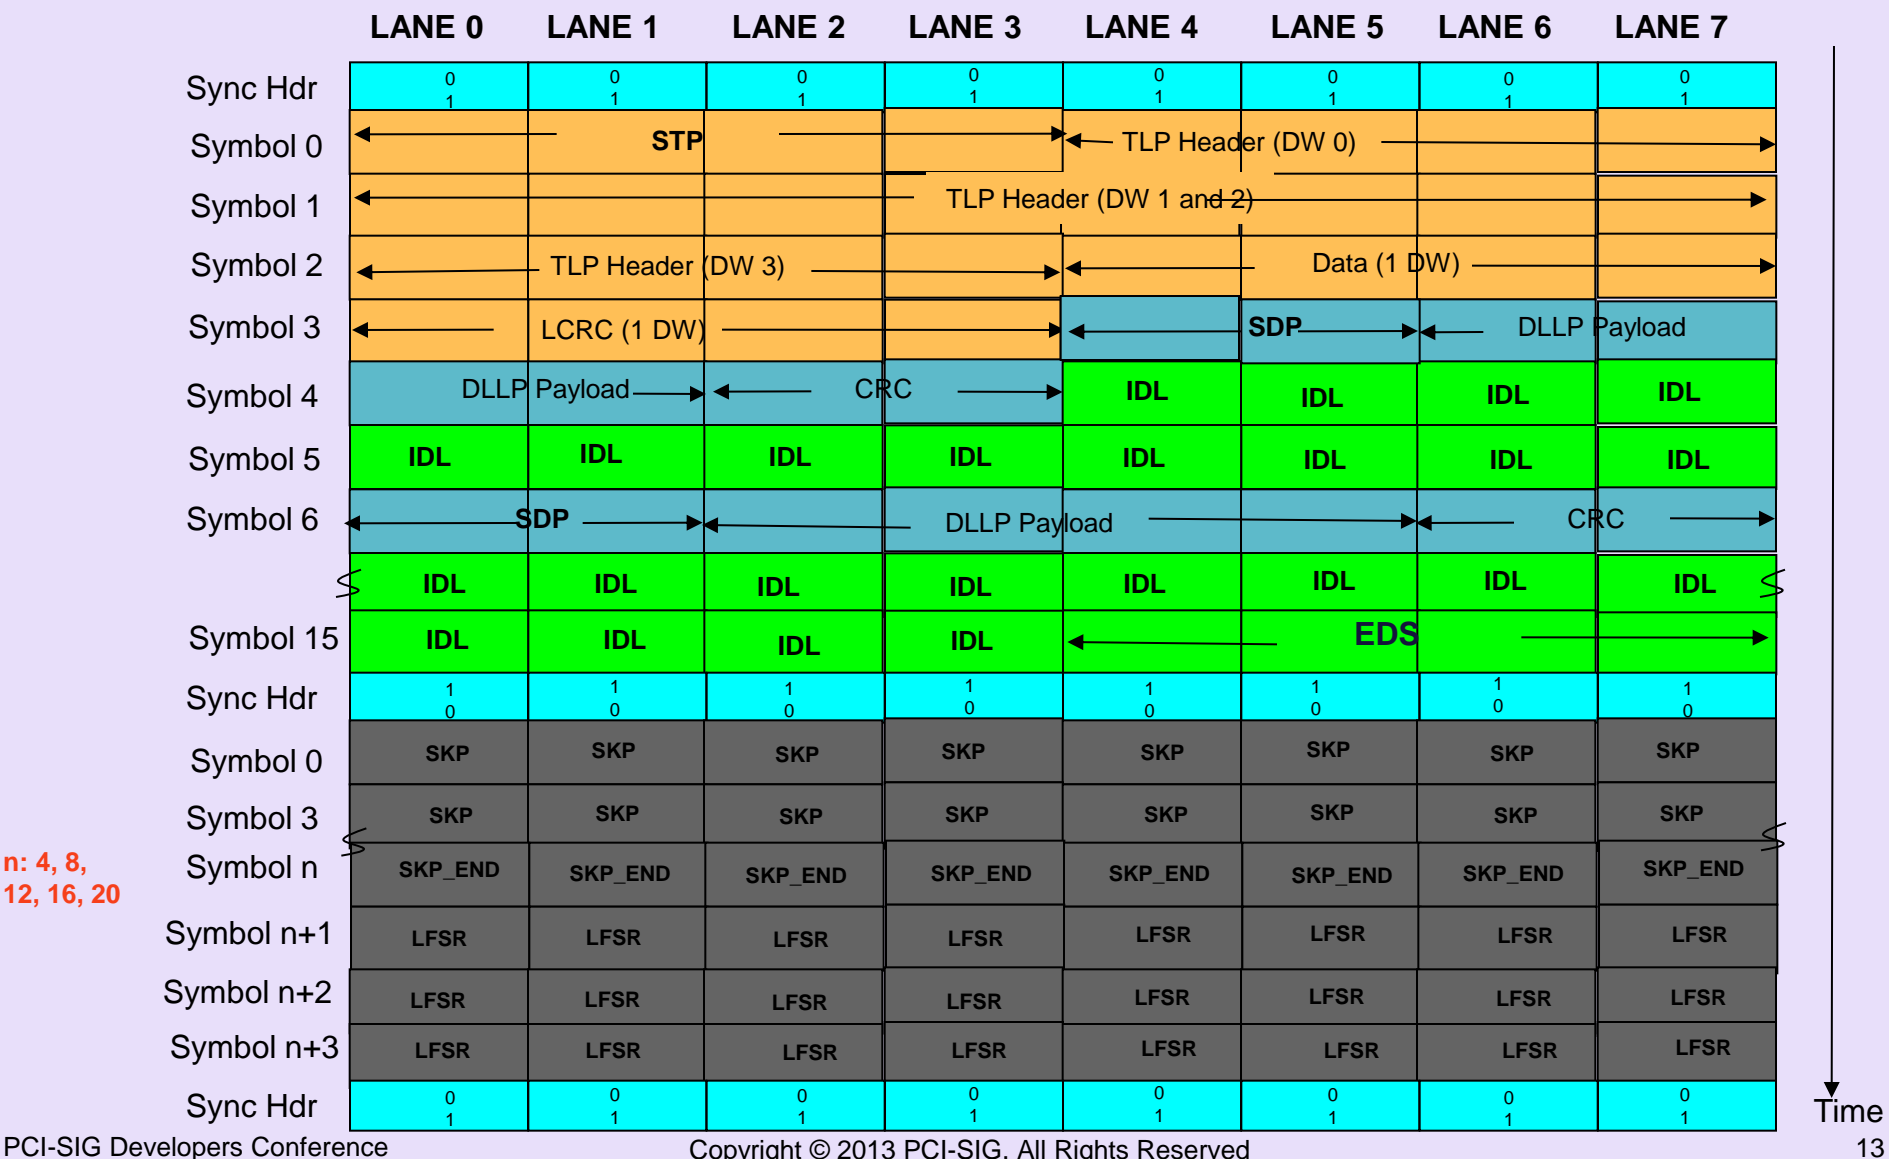 LANE 0 LANE 1 LANE 2 LANE 3 LANE 4 LANE 5 LANE 6 LANE 7
Sync Hdr 0 0 0 0 0 0 0 0
1 1 1 1 1 1 1 1
Symbol 0 STP TLP Header (DW 0)
Symbol 1 TLP Header (DW 1 and 2)
Symbol 2 TLP Header (DW 3) Data (1 DW)
Symbol 3 LCRC (1 DW) SDP DLLP Payload
Symbol 4 DLLP Payload CRC IDL IDL IDL IDL
Symbol 5 IDL IDL IDL IDL IDL IDL IDL IDL
Symbol 6 SDP DLLP Payload CRC
IDL IDL IDL IDL IDL IDL IDL IDL
Symbol 15 IDL IDL IDL IDL EDS
Sync Hdr 1 1 1 1 1 1 1 1
0 0 0 0 0 0 0 0
Symbol 0 SKP SKP SKP SKP SKP SKP SKP SKP
Symbol 3 SKP SKP SKP SKP SKP SKP SKP SKP
n: 4, 8,
12, 16, 20
Symbol n SKP_END SKP_END SKP_END SKP_END SKP_END SKP_END SKP_END SKP_END
Symbol n+1 LFSR LFSR LFSR LFSR LFSR LFSR LFSR LFSR
Symbol n+2 LFSR LFSR LFSR LFSR LFSR LFSR LFSR LFSR
Symbol n+3 LFSR LFSR LFSR LFSR LFSR LFSR LFSR LFSR
Sync Hdr 0 0 0 0 0 0 0 0
1 1 1 1 1 1 1 1
Time
PCI-SIG Developers Conference Copyright © 2013 PCI-SIG, All Rights Reserved 13